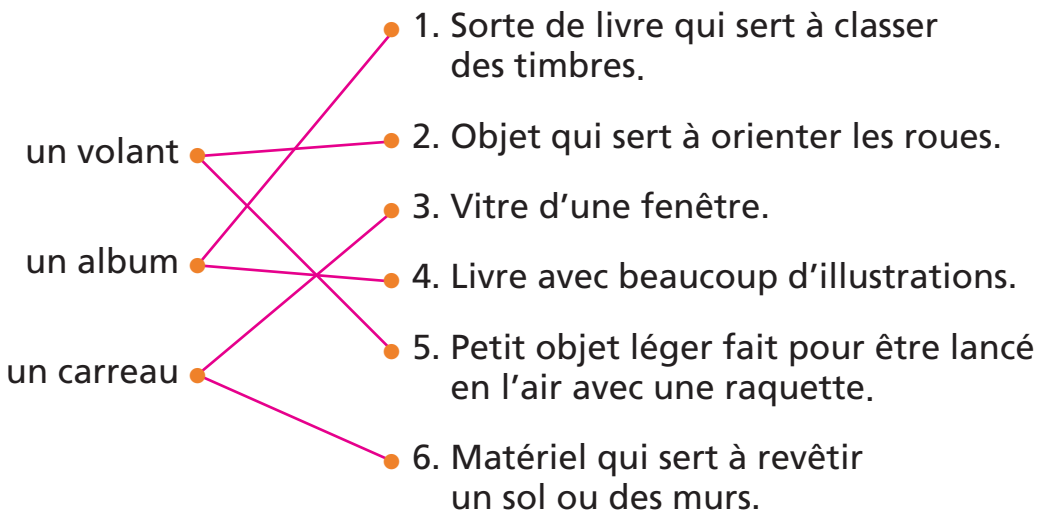 1. Sorte de livre qui sert à classer
des timbres.
un volant
2. Objet qui sert à orienter les roues.
3. Vitre d’une fenêtre.
un album
4. Livre avec beaucoup d’illustrations.
5. Petit objet léger fait pour être lancé
en l’air avec une raquette.
un carreau
6. Matériel qui sert à revêtir
un sol ou des murs.